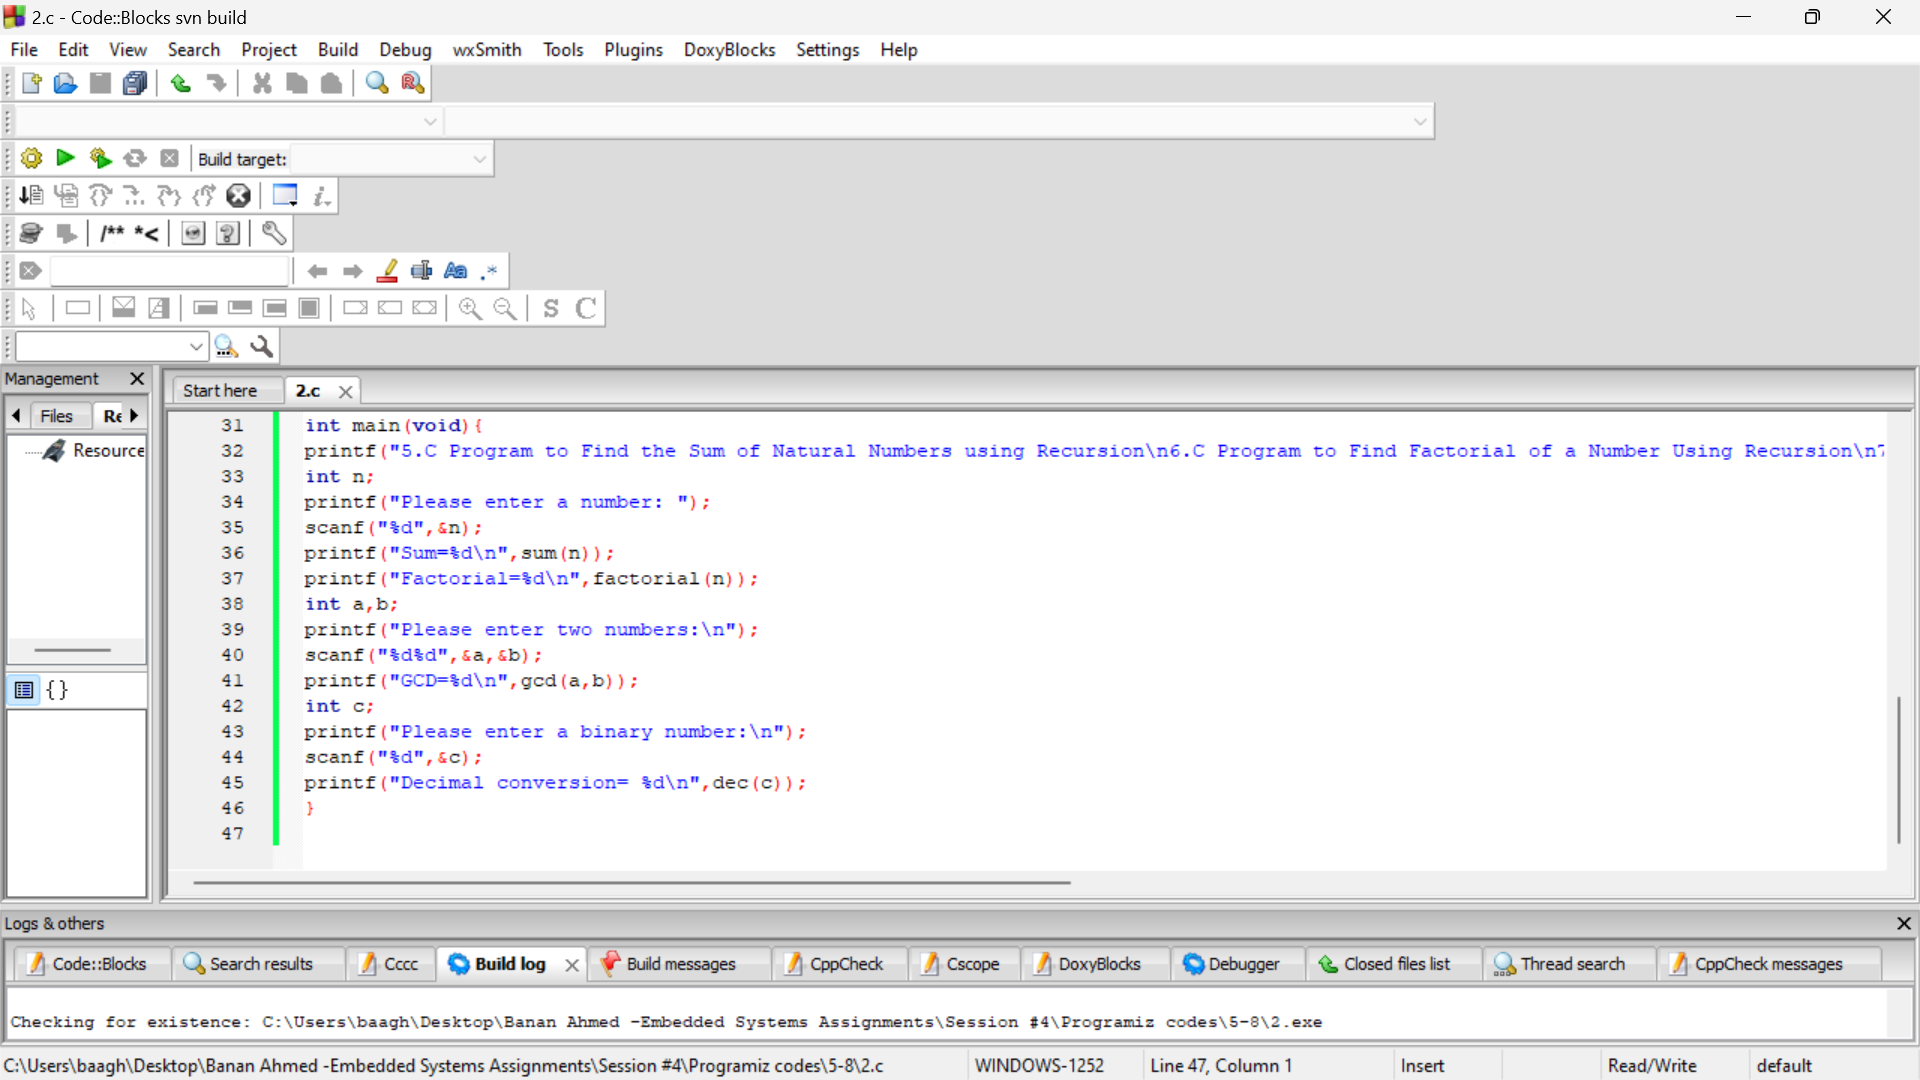 2.c - Code::Blocks svn build
File Edit View Search Project Build Debug wxSmith Tools Plugins DoxyBlocks Settings Help
Build target:
/** *<
Aa .*
S C
Management
Start here 2.c
Files Re
Resource
31 int main(void){
32 printf("5.C Program to Find the Sum of Natural Numbers using Recursion\n6.C Program to Find Factorial of a Number Using Recursion\n7
33 int n;
34 printf("Please enter a number: ");
35 scanf("%d",&n);
36 printf("Sum=%d\n",sum(n));
37 printf("Factorial=%d\n",factorial(n));
38 int a,b;
39 printf("Please enter two numbers:\n");
40 scanf("%d%d",&a,&b);
41 printf("GCD=%d\n",gcd(a,b));
42 int c;
43 printf("Please enter a binary number:\n");
44 scanf("%d",&c);
45 printf("Decimal conversion= %d\n",dec(c));
46 }
47
{}
Logs & others
Code::Blocks Search results Cccc Build log Build messages CppCheck Cscope DoxyBlocks Debugger Closed files list Thread search CppCheck messages
Checking for existence: C:\Users\baagh\Desktop\Banan Ahmed -Embedded Systems Assignments\Session #4\Programiz codes\5-8\2.exe
C:\Users\baagh\Desktop\Banan Ahmed -Embedded Systems Assignments\Session #4\Programiz codes\5-8\2.c WINDOWS-1252 Line 47, Column 1 Insert Read/Write default